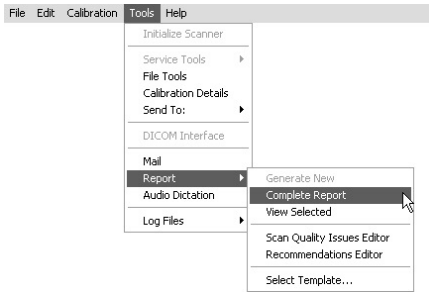 File Edit Calibration Tools Help
Initialize Scanner
Service Tools
File Tools
Calibration Details
Send To:
DICOM Interface
Mail
Report
Audio Dictation
Log Files
Generate New
Complete Report
View Selected
Scan Quality Issues Editor
Recommendations Editor
Select Template...